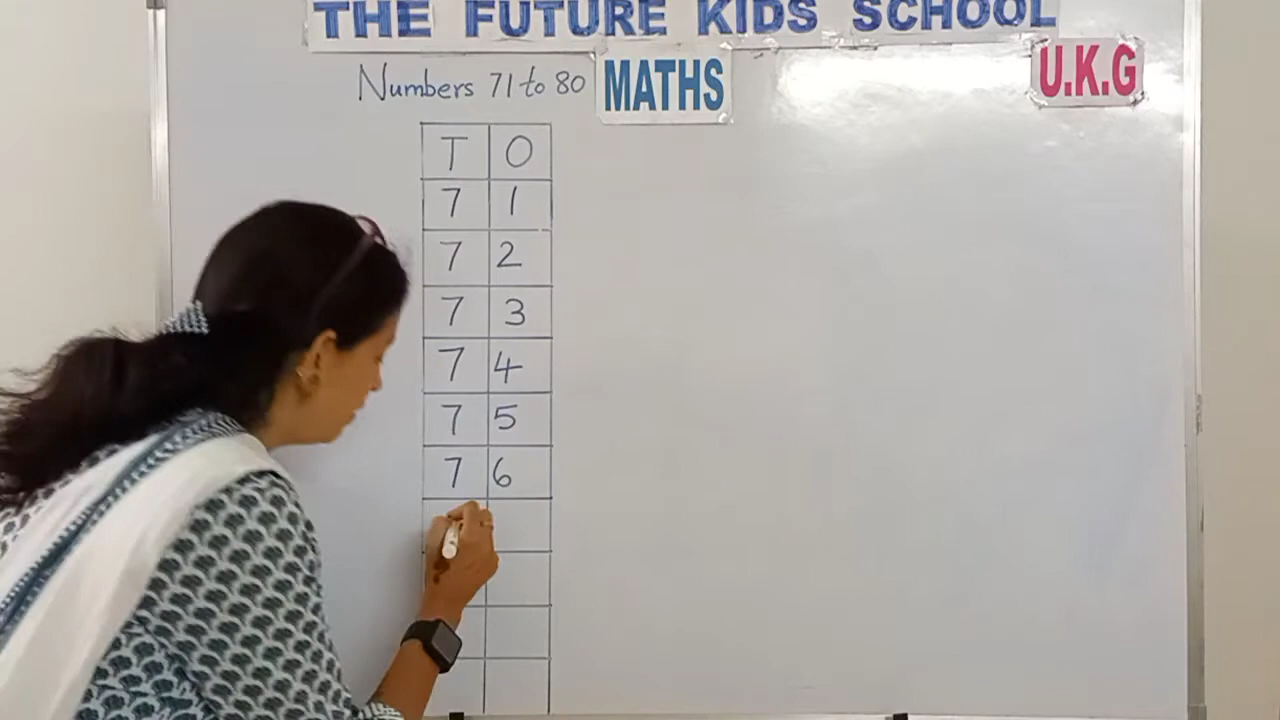 THE FUTURE KIDS SCHOOL
U.K.G
Numbers 71 to 80 MATHS
T O
7 1
7 2
7 3
7 4
7 5
7 6